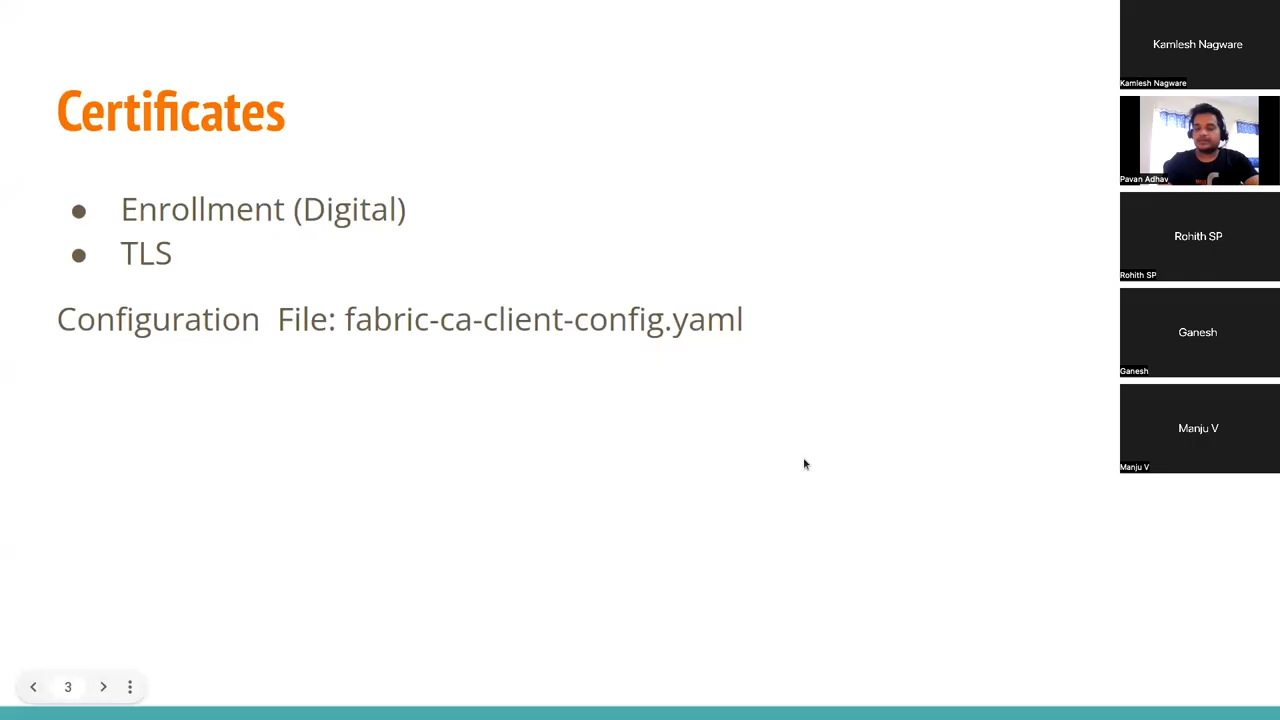 Certificates
● Enrollment (Digital)
● TLS
Configuration File: fabric-ca-client-config.yaml
3
Kamlesh Nagware
Kamlesh Nagware
Pavan Adhav
Rohith SP
Rohith SP
Ganesh
Ganesh
Manju V
Manju V